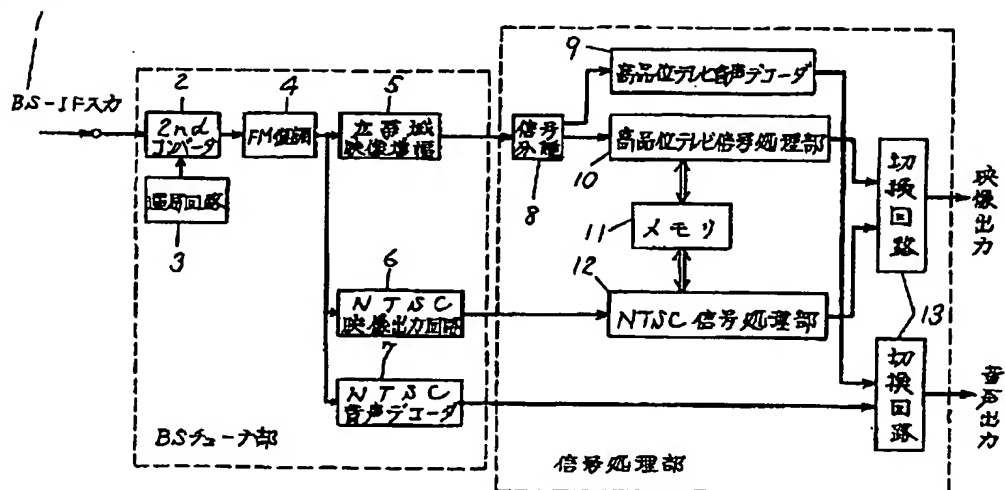 1
BS-IF入力
2
2nd
コンバータ
3
選局回路
4
FM復調
5
広帯域
映像増幅
6
NTSC
映像出力回路
7
NTSC
音声デコーダ
BSチューナ部
8
信号
分離
9
高品位テレビ音声デコーダ
10
高品位テレビ信号処理部
11
メモリ
12
NTSC信号処理部
切換回路
映像出力
13
切換回路
音声出力
信号処理部